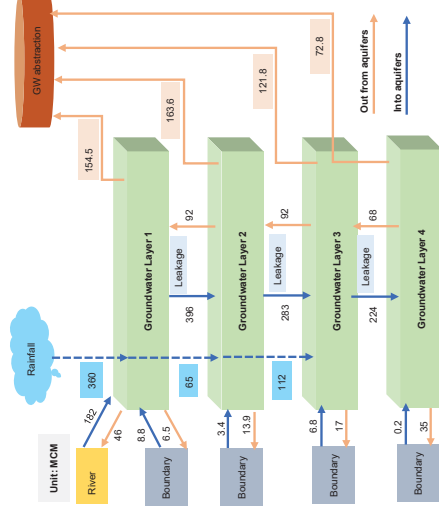 GW abstraction
Rainfall
Unit: MCM
River
182
46
360
154.5
Groundwater Layer 1
8.8
6.5
Boundary
396
Leakage
92
65
163.6
Groundwater Layer 2
3.4
13.9
Boundary
283
Leakage
92
112
121.8
Groundwater Layer 3
6.8
17
Boundary
224
Leakage
68
72.8
Groundwater Layer 4
0.2
35
Boundary
Out from aquifers
Into aquifers